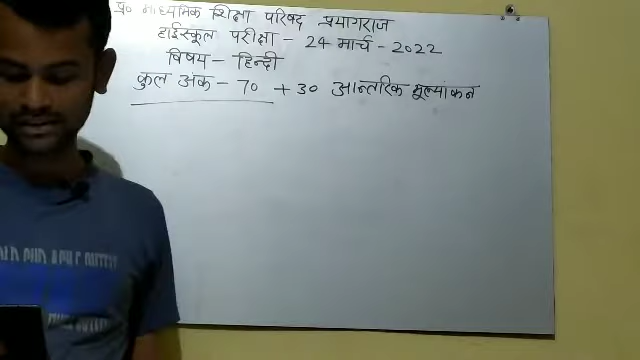 प्र० माध्यमिक शिक्षा परिषद प्रयागराज
हाईस्कूल परीक्षा - 24 मार्च - 2022
विषय - हिन्दी
कुल अंक - 70 + 30 आन्तरिक मूल्यांकन